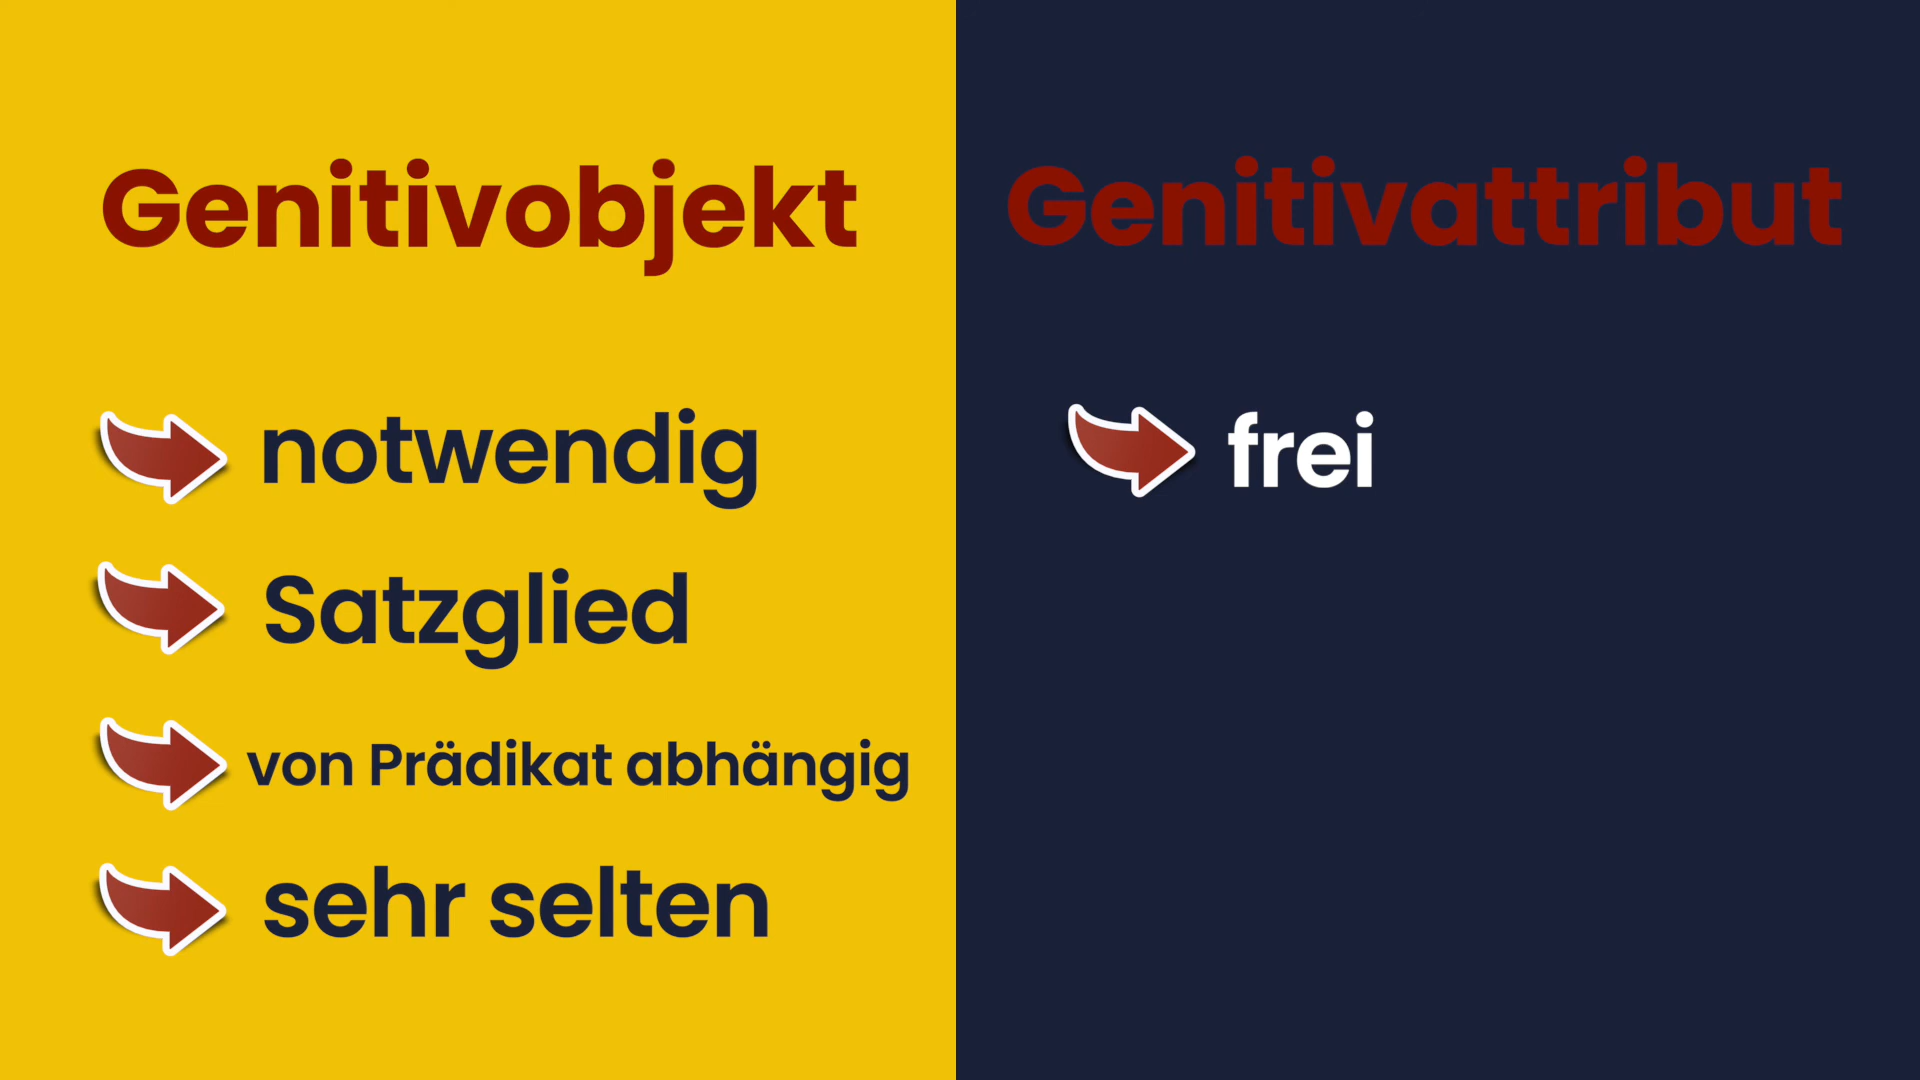 Genitivobjekt
notwendig
Satzglied
von Prädikat abhängig
sehr selten
Genitivattribut
frei